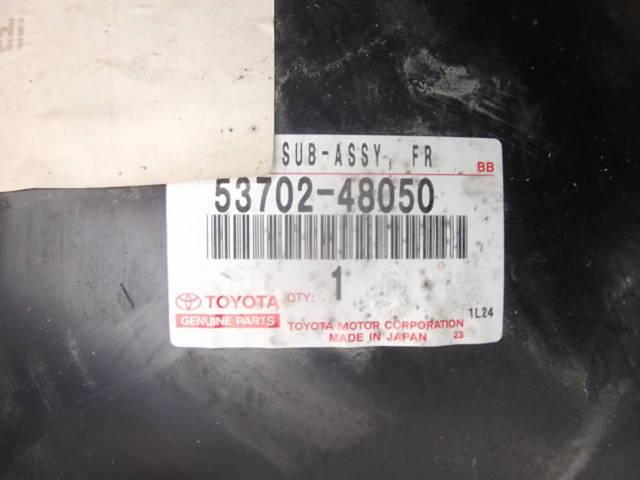 SUB-ASSY, FR
BB
53702-48050
QTY: 1
TOYOTA
GENUINE PARTS
1L24
TOYOTA MOTOR CORPORATION
MADE IN JAPAN 23